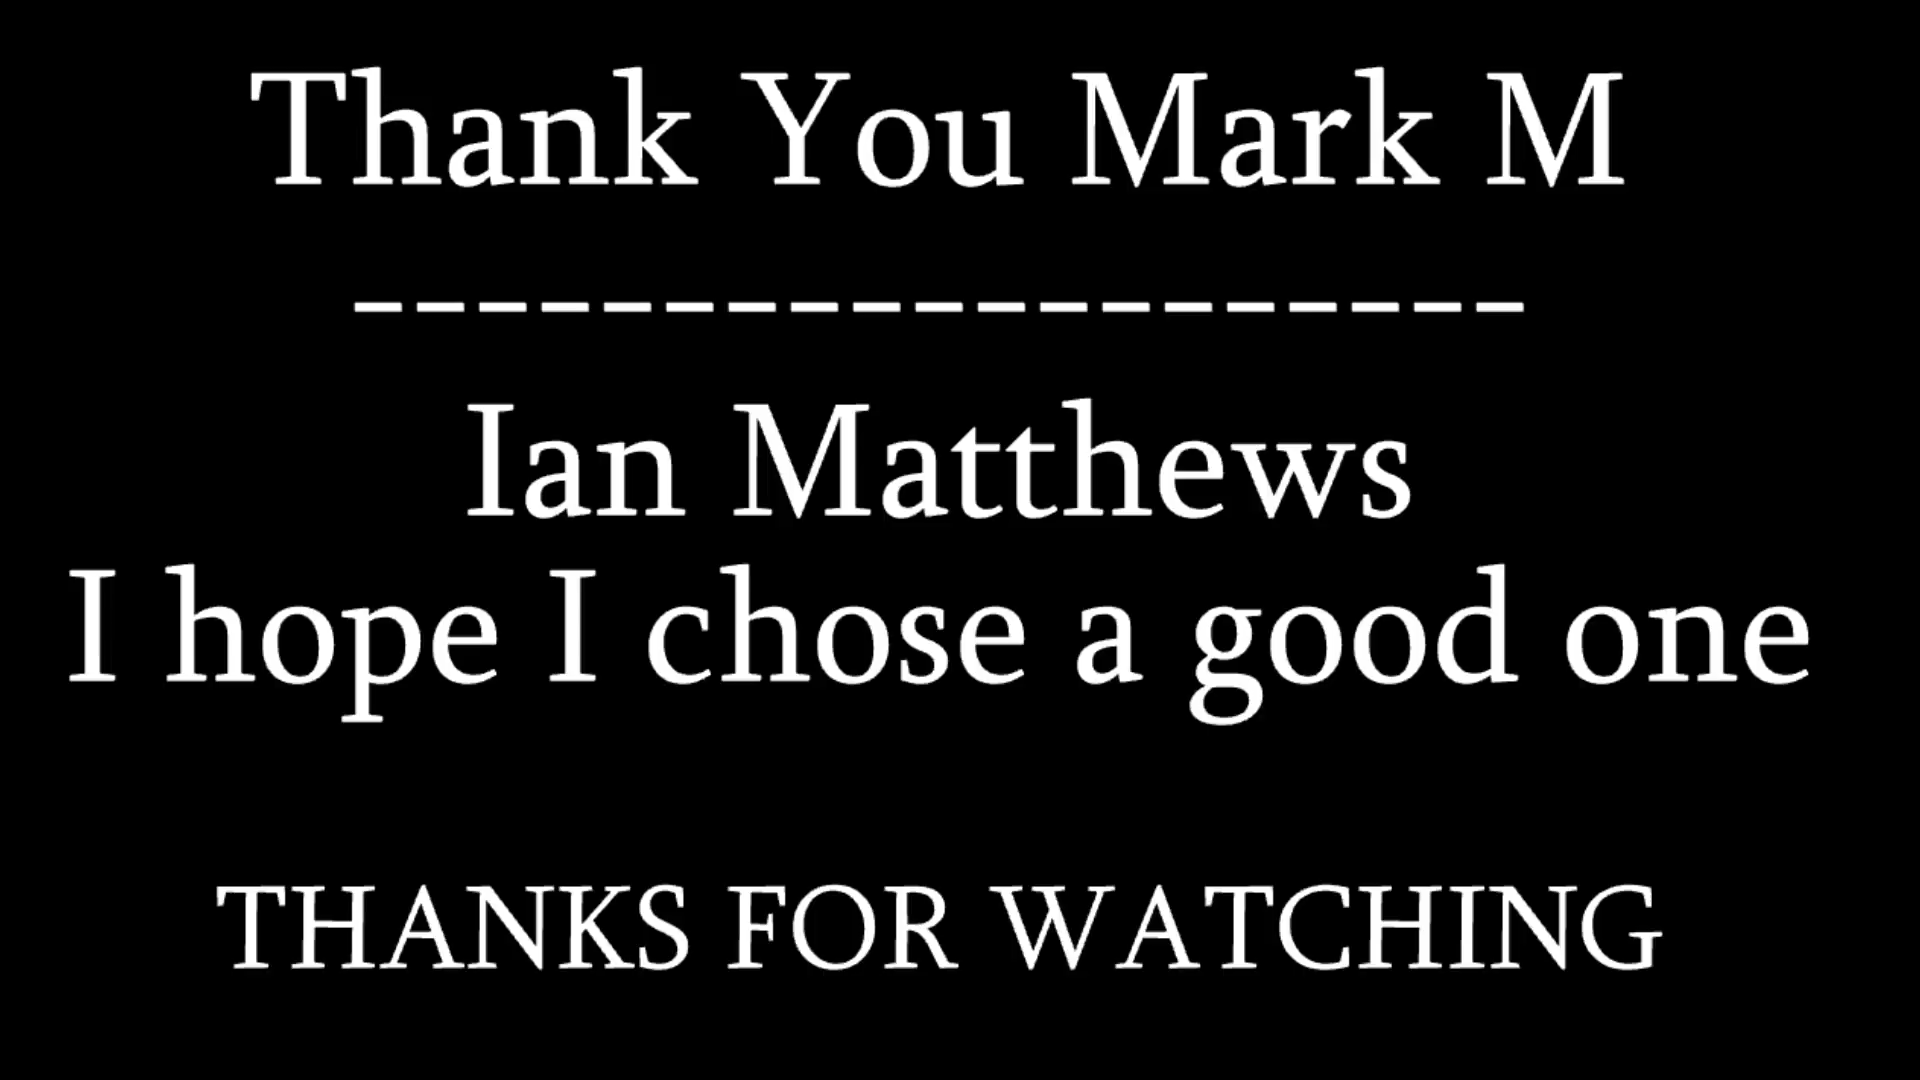 Thank You Mark M
-------------------
Ian Matthews
I hope I chose a good one
THANKS FOR WATCHING